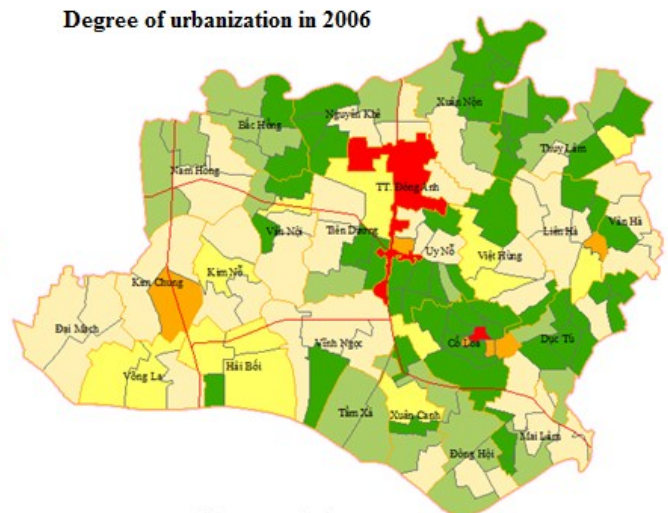 Degree of urbanization in 2006
Xuân Nộn
Nguyên Khê
Bắc Hồng
Thụy Lâm
Nam Hồng
TT. Đông Anh
Vân Hà
Vân Nội
Tiên Dương
Liên Hà
Uy Nỗ
Việt Hùng
Kim Nỗ
Kim Chung
Đại Mạch
Vĩnh Ngọc
Cổ Loa
Dục Tú
Hải Bối
Võng La
Tầm Xá
Xuân Canh
Mai Lâm
Đông Hội